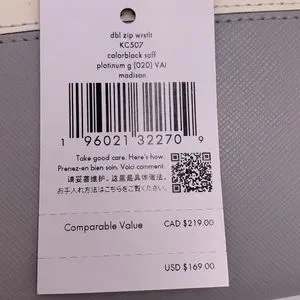 dbl zip wrstlt
KC507
colorblock saff
platinum g (020) VAI
madison
1 96021 32270 9
Take good care. Here's how.
Prenez-en bien soin. Voici comment.
请妥善维护。这里是具体做法。
お手入れ方法はこちらをご覧ください。
Comparable Value CAD $219.00
USD $169.00